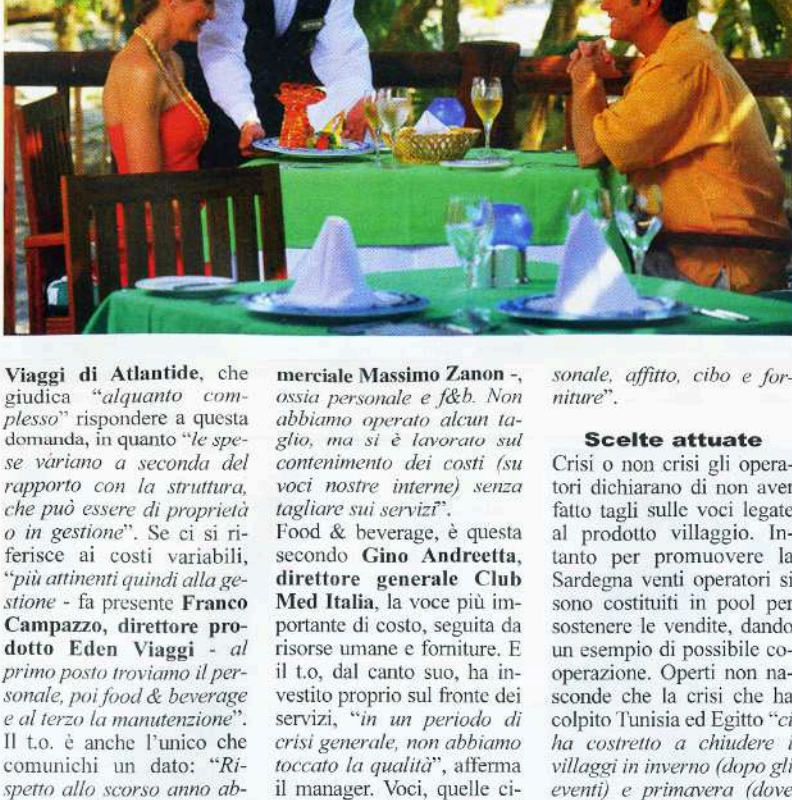 Viaggi di Atlantide, che
giudica “alquanto com-
plesso” rispondere a questa
domanda, in quanto “le spe-
se variano a seconda del
rapporto con la struttura,
che può essere di proprietà
o in gestione”. Se ci si ri-
ferisce ai costi variabili,
“più attinenti quindi alla ge-
stione - fa presente Franco
Campazzo, direttore pro-
dotto Eden Viaggi - al
primo posto troviamo il per-
sonale, poi food & beverage
e al terzo la manutenzione”.
Il t.o. è anche l’unico che
comunichi un dato: “Ri-
spetto allo scorso anno ab-
merciale Massimo Zanon -,
ossia personale e f&b. Non
abbiamo operato alcun ta-
glio, ma si è lavorato sul
contenimento dei costi (su
voci nostre interne) senza
tagliare sui servizi”.
Food & beverage, è questa
secondo Gino Andreetta,
direttore generale Club
Med Italia, la voce più im-
portante di costo, seguita da
risorse umane e forniture. E
il t.o, dal canto suo, ha in-
vestito proprio sul fronte dei
servizi, “in un periodo di
crisi generale, non abbiamo
toccato la qualità”, afferma
il manager. Voci, quelle ci-
sonale, affitto, cibo e for-
niture”.
Scelte attuate
Crisi o non crisi gli opera-
tori dichiarano di non aver
fatto tagli sulle voci legate
al prodotto villaggio. In-
tanto per promuovere la
Sardegna venti operatori si
sono costituiti in pool per
sostenere le vendite, dando
un esempio di possibile co-
operazione. Operti non na-
sconde che la crisi che ha
colpito Tunisia ed Egitto “ci
ha costretto a chiudere i
villaggi in inverno (dopo gli
eventi) e primavera (dove